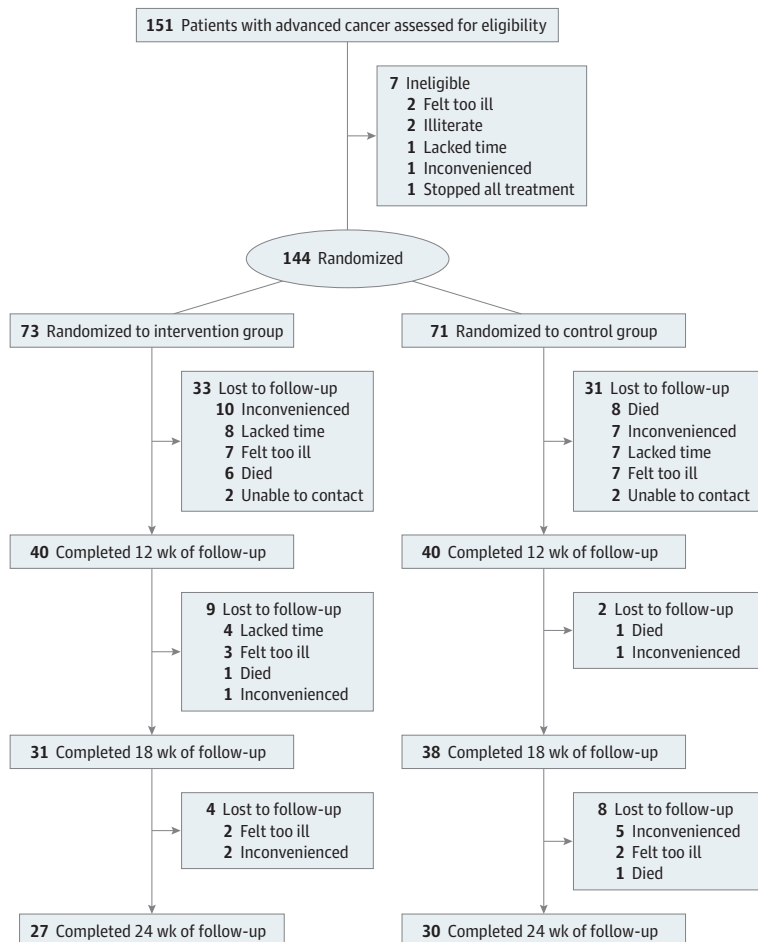 151 Patients with advanced cancer assessed for eligibility
7 Ineligible
2 Felt too ill
2 Illiterate
1 Lacked time
1 Inconvenienced
1 Stopped all treatment
144 Randomized
73 Randomized to intervention group
71 Randomized to control group
33 Lost to follow-up
10 Inconvenienced
8 Lacked time
7 Felt too ill
6 Died
2 Unable to contact
31 Lost to follow-up
8 Died
7 Inconvenienced
7 Lacked time
7 Felt too ill
2 Unable to contact
40 Completed 12 wk of follow-up
40 Completed 12 wk of follow-up
9 Lost to follow-up
4 Lacked time
3 Felt too ill
1 Died
1 Inconvenienced
2 Lost to follow-up
1 Died
1 Inconvenienced
31 Completed 18 wk of follow-up
38 Completed 18 wk of follow-up
4 Lost to follow-up
2 Felt too ill
2 Inconvenienced
8 Lost to follow-up
5 Inconvenienced
2 Felt too ill
1 Died
27 Completed 24 wk of follow-up
30 Completed 24 wk of follow-up